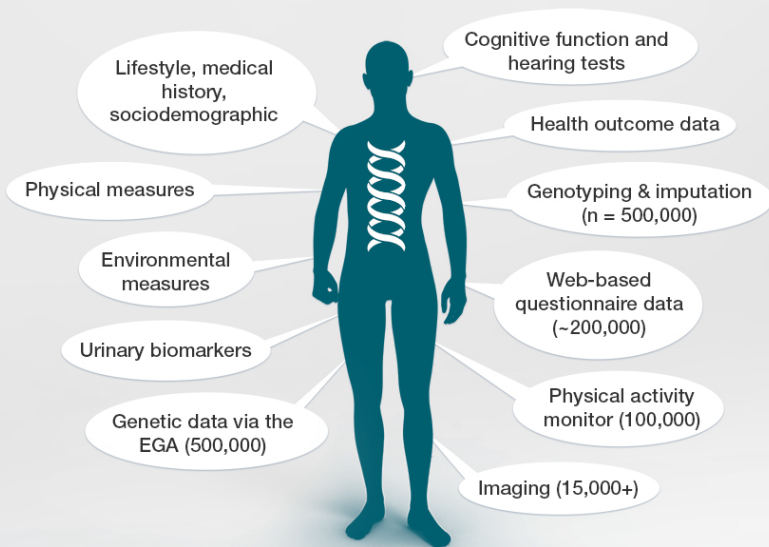 Lifestyle, medical
history,
sociodemographic
Physical measures
Environmental
measures
Urinary biomarkers
Genetic data via the
EGA (500,000)
Cognitive function and
hearing tests
Health outcome data
Genotyping & imputation
(n = 500,000)
Web-based
questionnaire data
(~200,000)
Physical activity
monitor (100,000)
Imaging (15,000+)